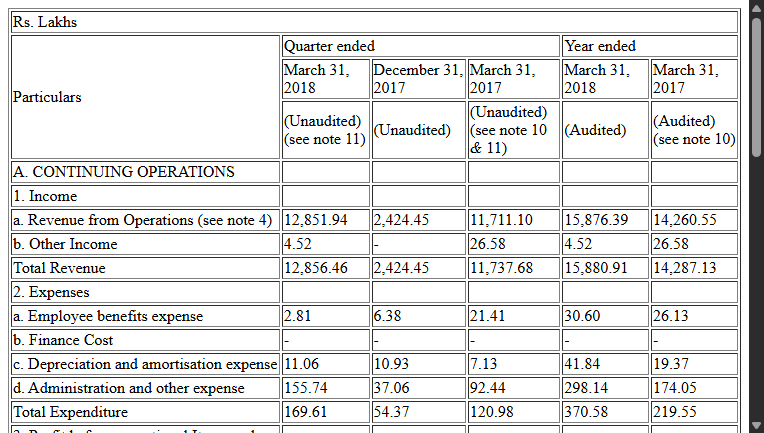 Rs. Lakhs
Particulars Quarter ended Year ended
March 31, 2018 December 31, 2017 March 31, 2017 March 31, 2018 March 31, 2017
(Unaudited) (see note 11) (Unaudited) (Unaudited) (see note 10 & 11) (Audited) (Audited) (see note 10)
A. CONTINUING OPERATIONS
1. Income
a. Revenue from Operations (see note 4) 12,851.94 2,424.45 11,711.10 15,876.39 14,260.55
b. Other Income 4.52 - 26.58 4.52 26.58
Total Revenue 12,856.46 2,424.45 11,737.68 15,880.91 14,287.13
2. Expenses
a. Employee benefits expense 2.81 6.38 21.41 30.60 26.13
b. Finance Cost - - - - -
c. Depreciation and amortisation expense 11.06 10.93 7.13 41.84 19.37
d. Administration and other expense 155.74 37.06 92.44 298.14 174.05
Total Expenditure 169.61 54.37 120.98 370.58 219.55